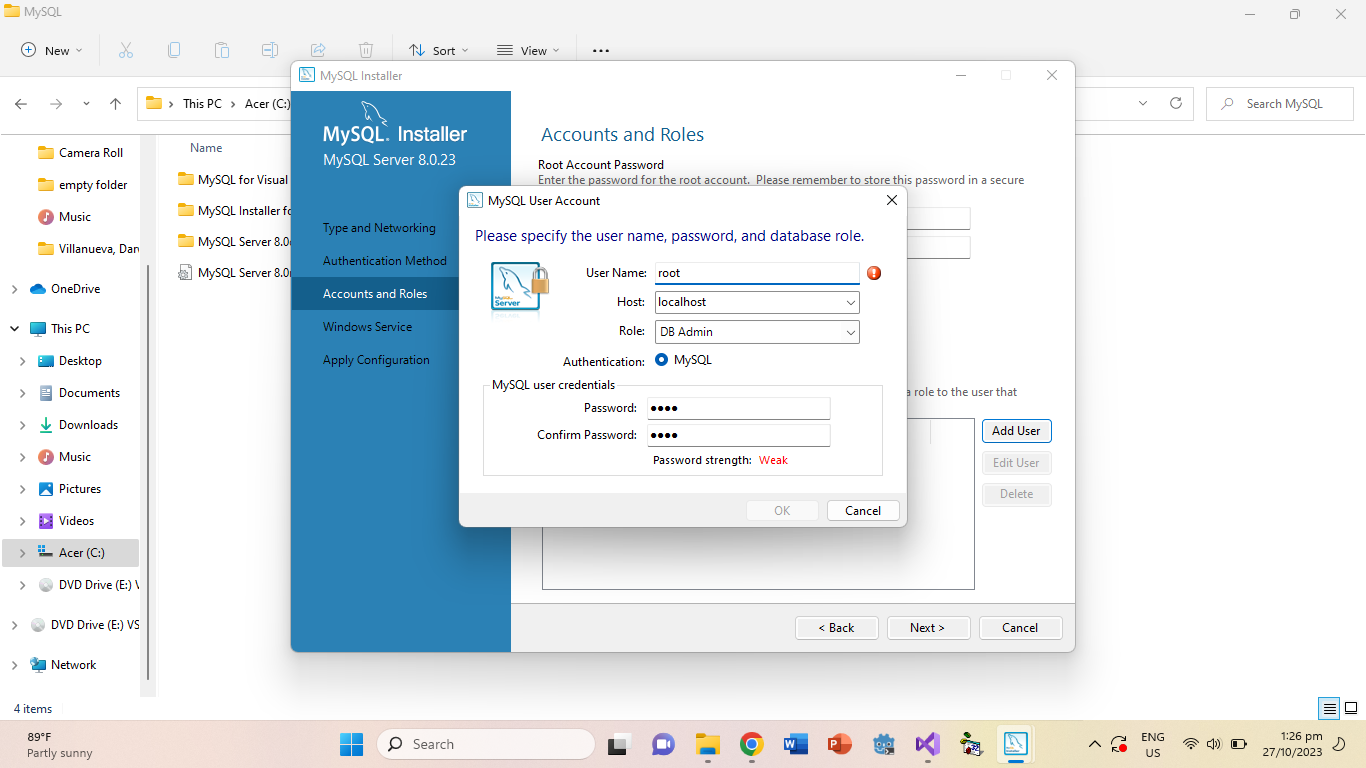 MySQL
New
Sort
View
This PC
Acer (C:)
Search MySQL
Camera Roll
empty folder
Music
Villanueva, Dar
OneDrive
This PC
Desktop
Documents
Downloads
Music
Pictures
Videos
Acer (C:)
DVD Drive (E:) V
DVD Drive (E:) VS
Network
4 items
Name
MySQL for Visual
MySQL Installer fo
MySQL Server 8.0
MySQL Server 8.0
MySQL Installer
MySQL. Installer
MySQL Server 8.0.23
Type and Networking
Authentication Method
Accounts and Roles
Windows Service
Apply Configuration
Accounts and Roles
Root Account Password
Enter the password for the root account. Please remember to store this password in a secure
a role to the user that
Add User
Edit User
Delete
< Back
Next >
Cancel
MySQL User Account
Please specify the user name, password, and database role.
MySQL
Server
User Name: root
Host: localhost
Role: DB Admin
Authentication: MySQL
MySQL user credentials
Password: ●●●●
Confirm Password: ●●●●
Password strength: Weak
OK
Cancel
89°F
Partly sunny
Search
ENG
US
1:26 pm
27/10/2023